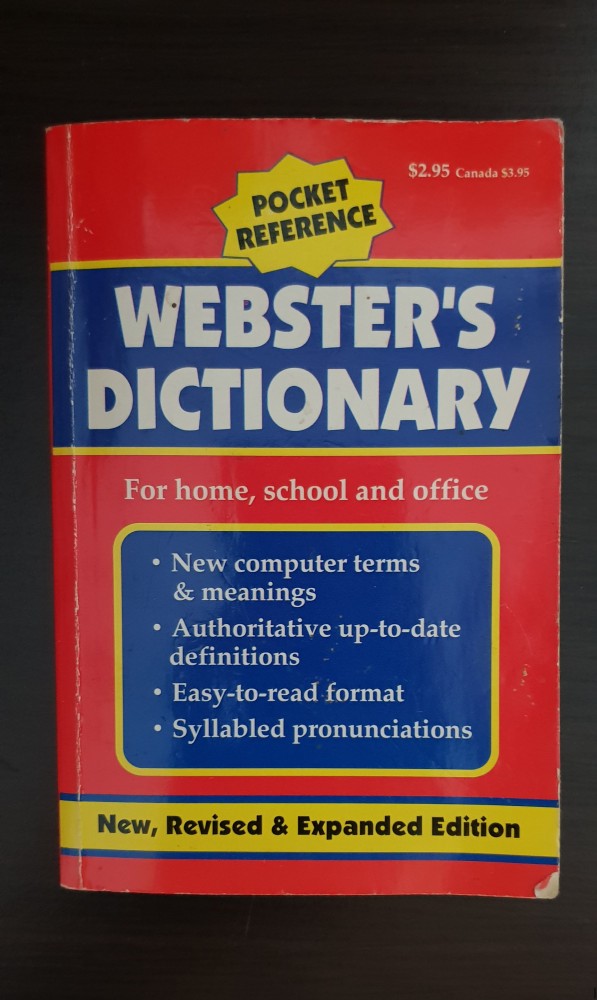 $2.95 Canada $3.95
POCKET
REFERENCE
WEBSTER'S
DICTIONARY
For home, school and office
• New computer terms
& meanings
• Authoritative up-to-date
definitions
• Easy-to-read format
• Syllabled pronunciations
New, Revised & Expanded Edition